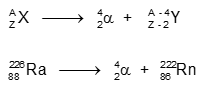 A
Z X ⟶ 4
2 α + A - 4
Z - 2 Y
226
88 Ra ⟶ 4
2 α + 222
86 Rn